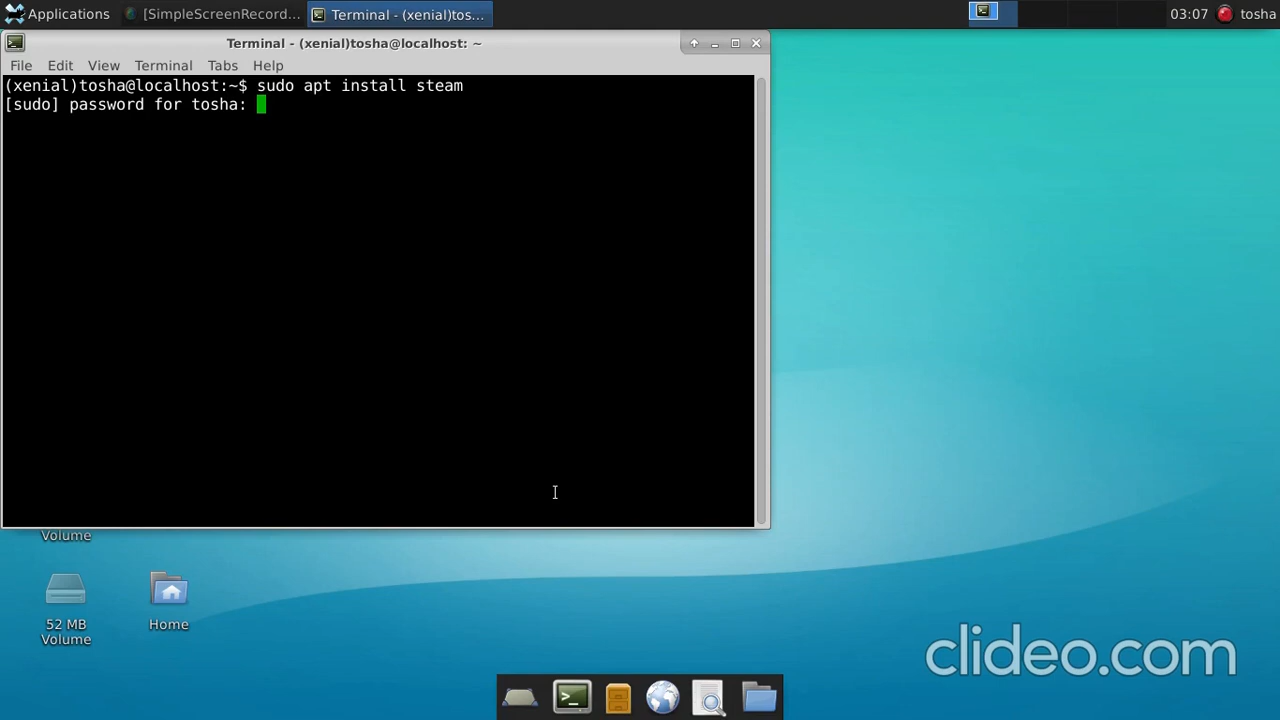 Applications
[SimpleScreenRecord...
Terminal - (xenial)tos...
03:07
tosha
Terminal - (xenial)tosha@localhost: ~
File Edit View Terminal Tabs Help
(xenial)tosha@localhost:~$ sudo apt install steam
[sudo] password for tosha:
Volume
52 MB
Volume
Home
clideo.com